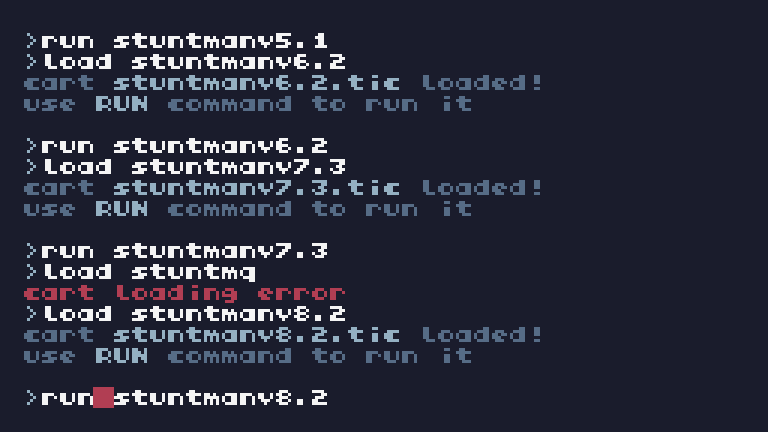 >run stuntmanv5.1
>load stuntmanv6.2
cart stuntmanv6.2.tic loaded!
use RUN command to run it
>run stuntmanv6.2
>load stuntmanv7.3
cart stuntmanv7.3.tic loaded!
use RUN command to run it
>run stuntmanv7.3
>load stuntmq
cart loading error
>load stuntmanv8.2
cart stuntmanv8.2.tic loaded!
use RUN command to run it
>run stuntmanv8.2